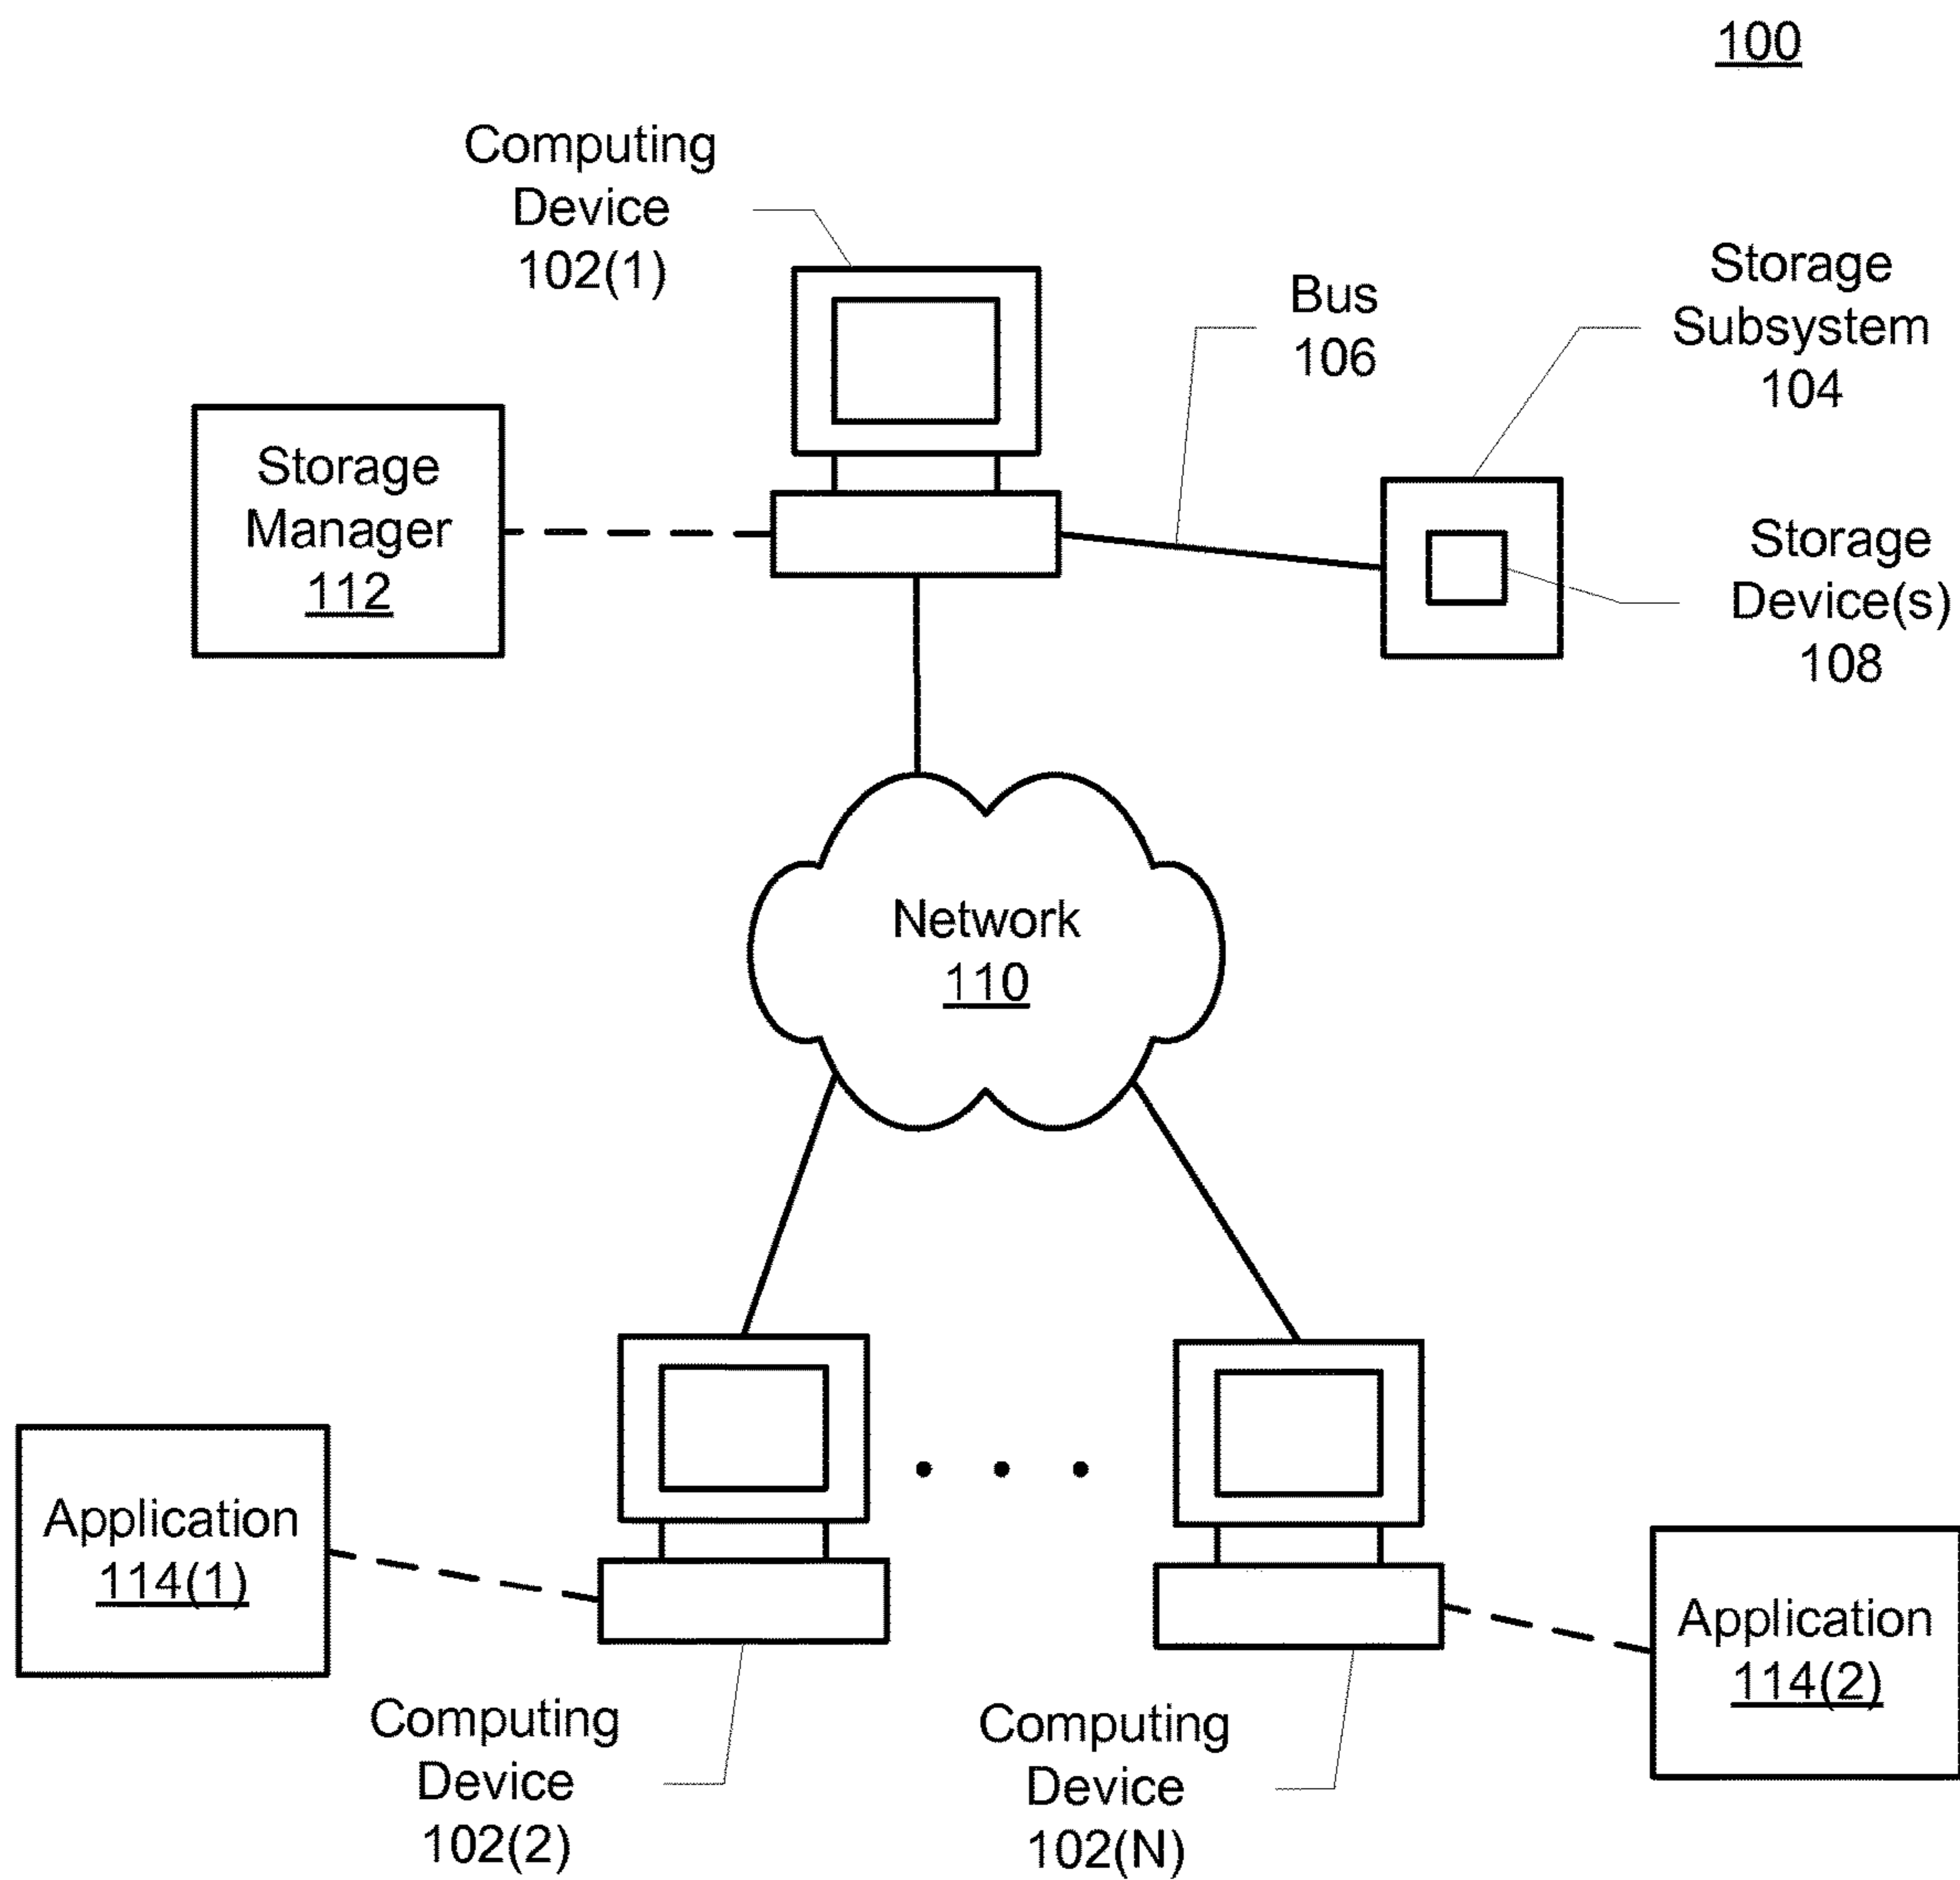 100
Computing
Device
102(1)
Bus
106
Storage
Subsystem
104
Storage
Manager
112
Storage
Device(s)
108
Network
110
Application
114(1)
Application
114(2)
Computing
Device
102(2)
Computing
Device
102(N)